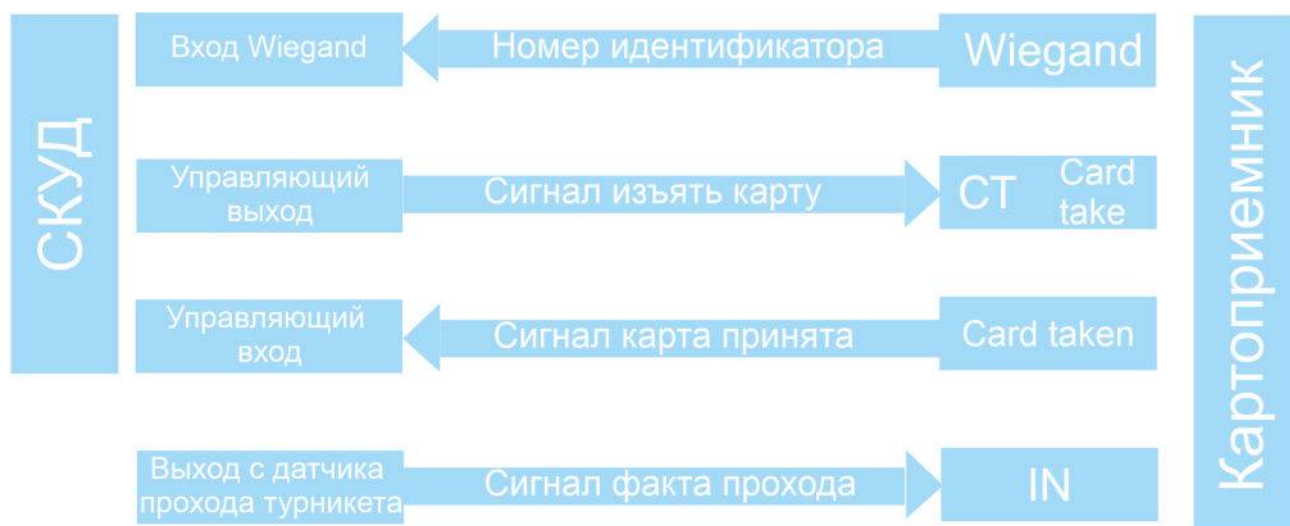 СКУД
Вход Wiegand
Номер идентификатора
Wiegand
Управляющий
выход
Сигнал изъять карту
CT
Card
take
Управляющий
вход
Сигнал карта принята
Card taken
Выход с датчика
прохода турникета
Сигнал факта прохода
IN
Картоприемник